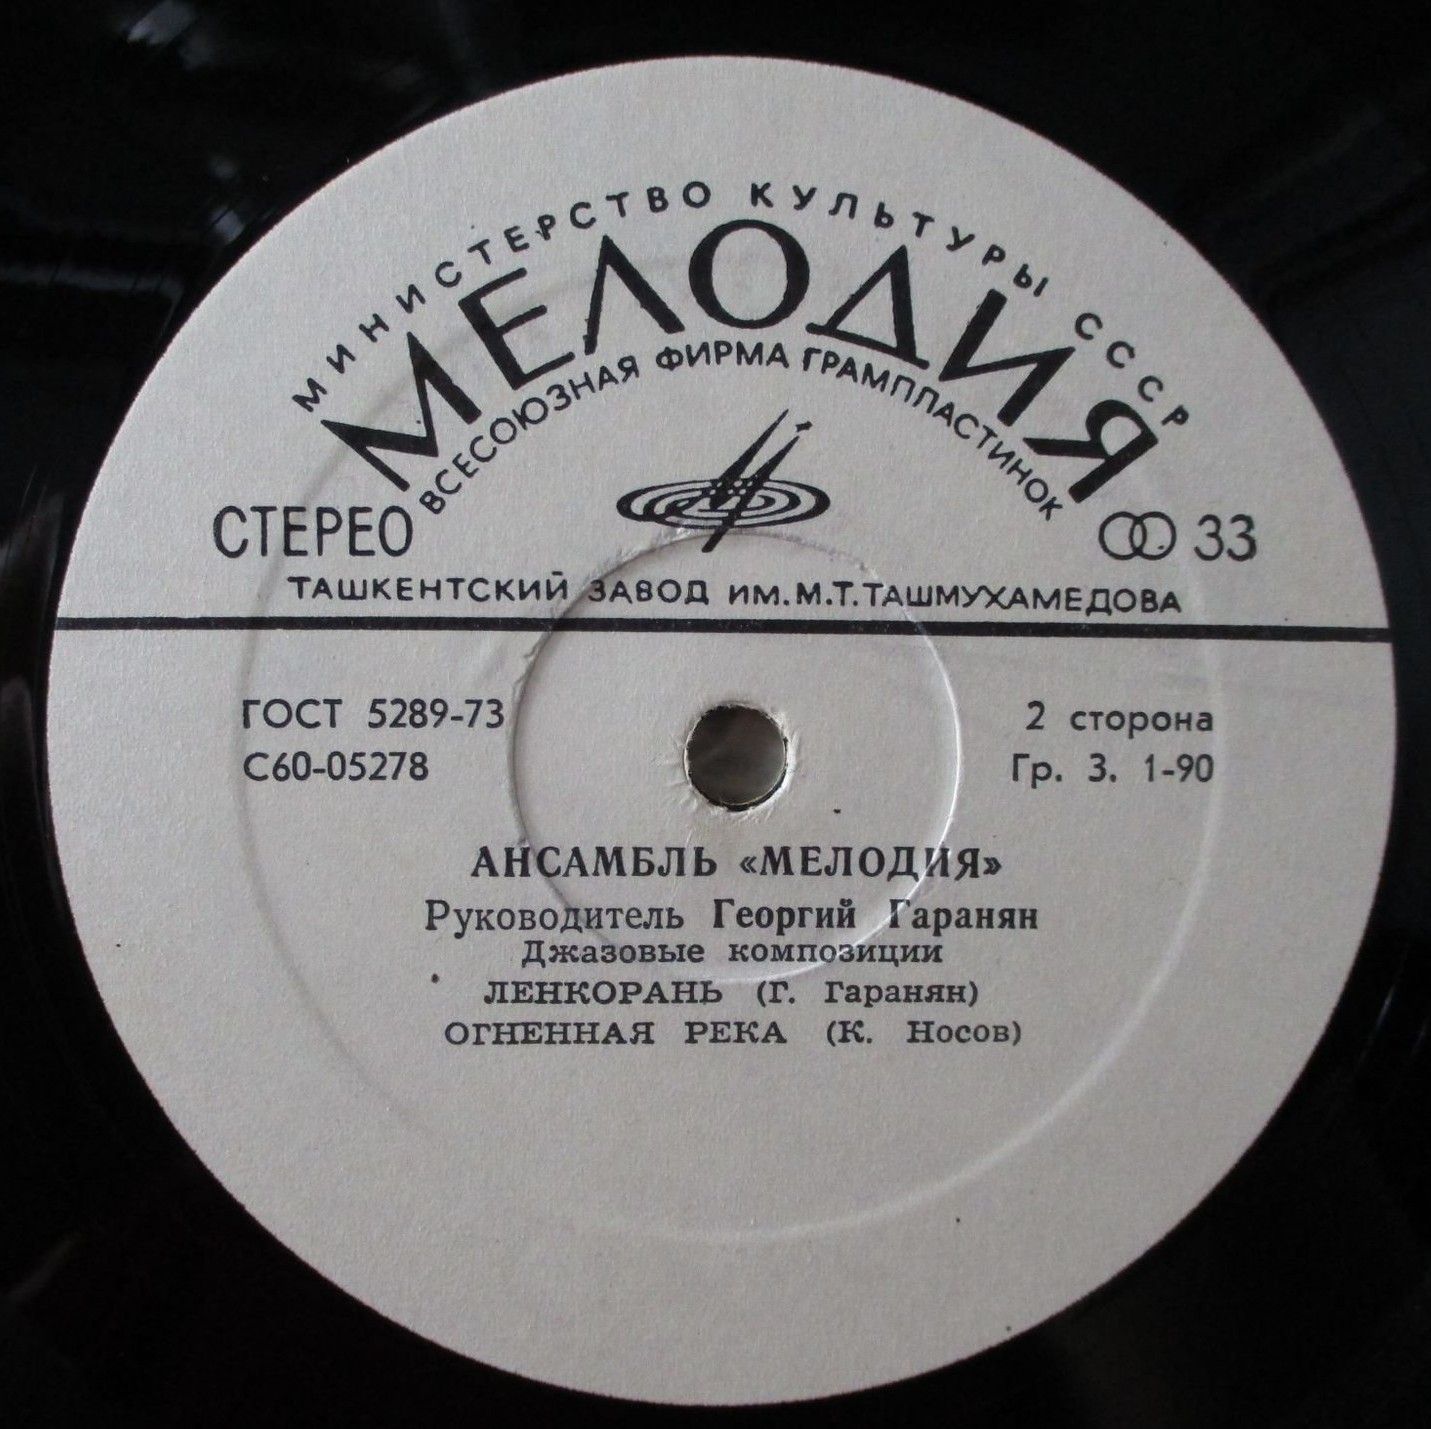 МИНИСТЕРСТВО КУЛЬТУРЫ СССР
МЕЛОДИЯ
ВСЕСОЮЗНАЯ ФИРМА ГРАМПЛАСТИНОК
СТЕРЕО 33
ТАШКЕНТСКИЙ ЗАВОД ИМ. М.Т. ТАШМУХАМЕДОВА
ГОСТ 5289-73 2 сторона
С60-05278 Гр. 3. 1-90
АНСАМБЛЬ «МЕЛОДИЯ»
Руководитель Георгий Гаранян
Джазовые композиции
ЛЕНКОРАНЬ (Г. Гаранян)
ОГНЕННАЯ РЕКА (К. Носов)